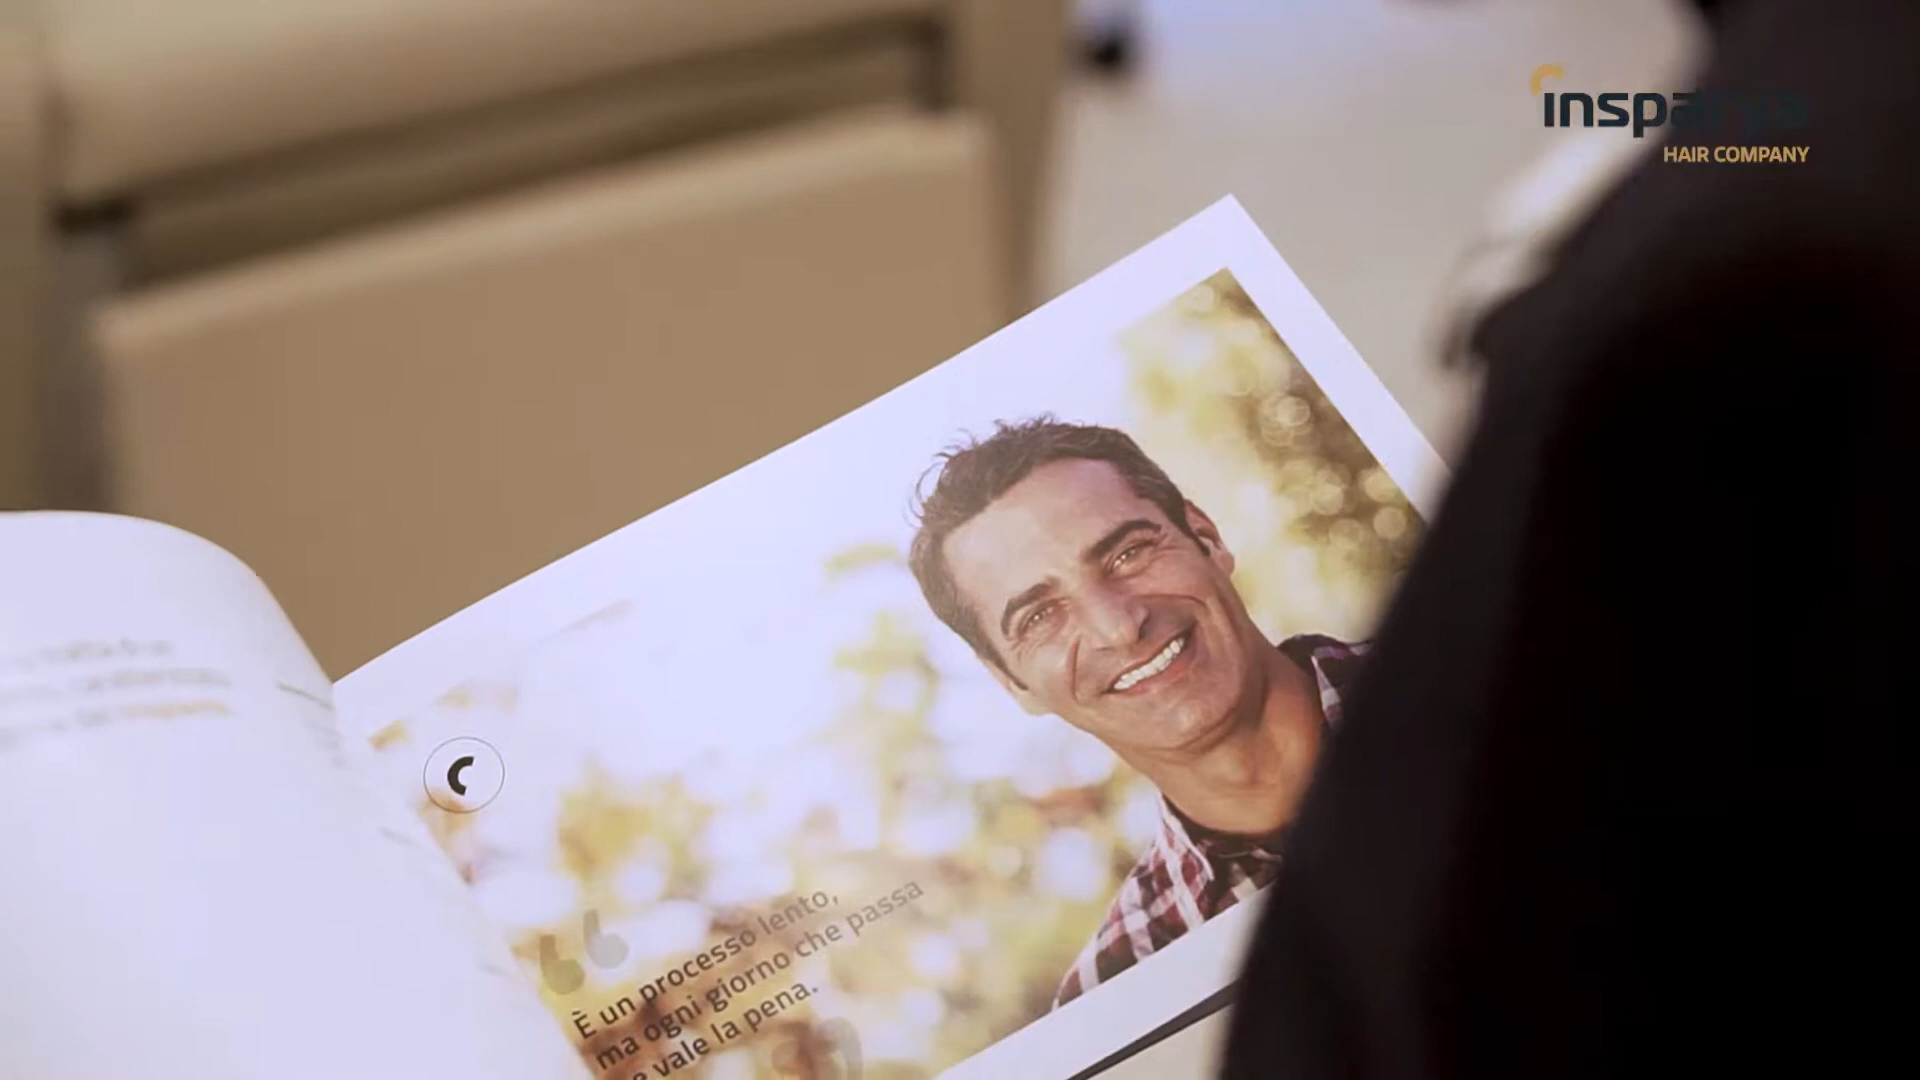 insparya
HAIR COMPANY
È un processo lento,
ma ogni giorno che passa
e vale la pena.